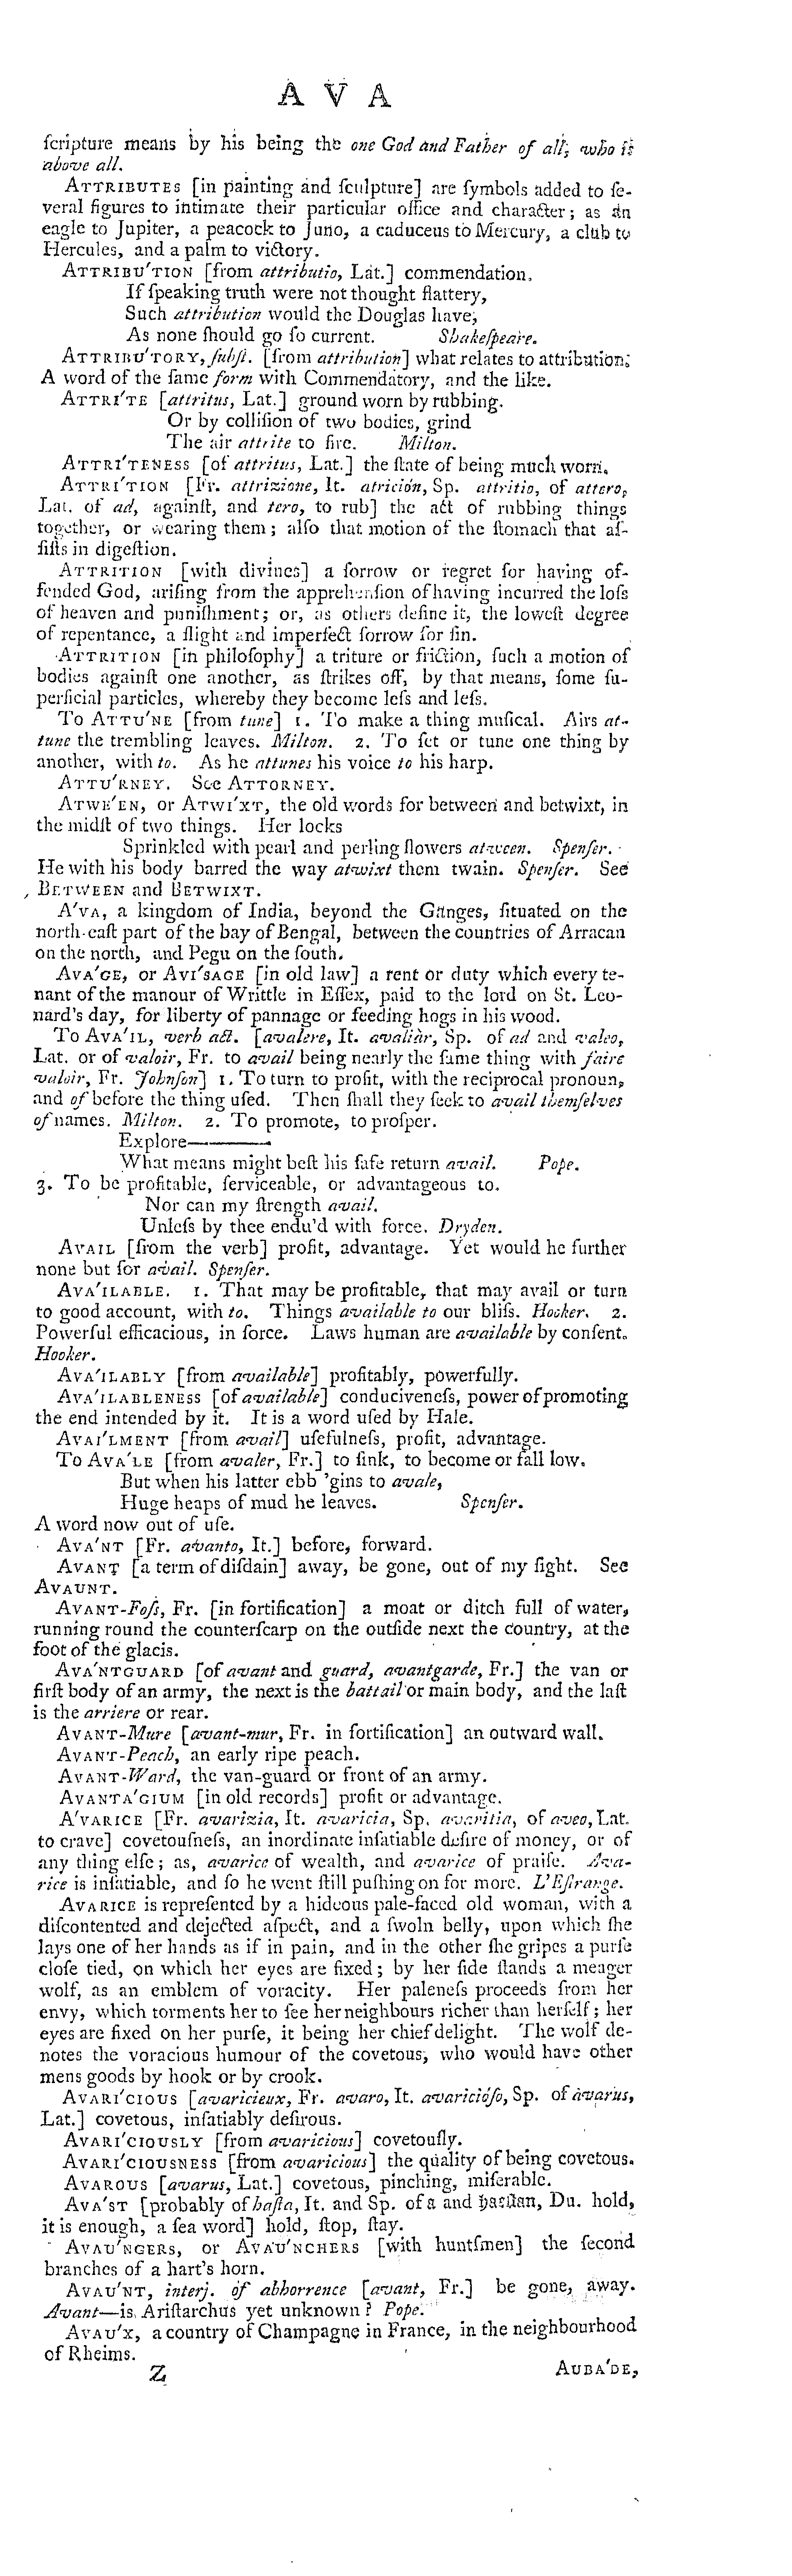 A V A
ſcripture means by his being the one God and Father of all, who is
above all.
ATTRIBUTES [in painting and ſculpture] are ſymbols added to ſe-
veral figures to intimate their particular office and character; as an
eagle to Jupiter, a peacock to Juno, a caduceus to Mercury, a club to
Hercules, and a palm to victory.
ATTRIBU'TION [from attributio, Lat.] commendation.
If ſpeaking truth were not thought flattery,
Such attribution would the Douglas have,
As none ſhould go ſo current. Shakeſpeare.
ATTRIBU'TORY, ſubſt. [from attribution] what relates to attribution.
A word of the ſame form with Commendatory, and the like.
ATTRI'TE [attritus, Lat.] ground worn by rubbing.
Or by colliſion of two bodies, grind
The air attrite to fire. Milton.
ATTRI'TENESS [of attritus, Lat.] the ſtate of being much worn.
ATTRI'TION [Fr. attrizione, It. atrición, Sp. attritio, of attero,
Lat. of ad, againſt, and tero, to rub] the act of rubbing things
together, or wearing them; alſo that motion of the ſtomach that aſ-
ſiſts in digeſtion.
ATTRITION [with divines] a ſorrow or regret for having of-
fended God, ariſing from the apprehenſion of having incurred the loſs
of heaven and puniſhment; or, as others define it, the loweſt degree
of repentance, a ſlight and imperfect ſorrow for ſin.
ATTRITION [in philoſophy] a triture or friction, ſuch a motion of
bodies againſt one another, as ſtrikes off, by that means, ſome ſu-
perficial particles, whereby they become leſs and leſs.
To ATTU'NE [from tune] 1. To make a thing muſical. Airs at-
tune the trembling leaves. Milton. 2. To ſet or tune one thing by
another, with to. As he attunes his voice to his harp.
ATTU'RNEY. See ATTORNEY.
ATWE'EN, or ATWI'XT, the old words for between and betwixt, in
the midſt of two things. Her locks
Sprinkled with pearl and perling flowers atween. Spenſer.
He with his body barred the way atwixt them twain. Spenſer. See
BETWEEN and BETWIXT.
A'VA, a kingdom of India, beyond the Ganges, ſituated on the
north-eaſt part of the bay of Bengal, between the countries of Arracan
on the north, and Pegu on the ſouth.
AVA'GE, or AVI'SAGE [in old law] a rent or duty which every te-
nant of the manour of Writtle in Eſſex, paid to the lord on St. Leo-
nard's day, for liberty of pannage or feeding hogs in his wood.
To AVA'IL, verb act. [avalere, It. avaliàr, Sp. of ad and valeo,
Lat. or of valoir, Fr. to avail being nearly the ſame thing with faire
valoir, Fr. Johnſon] 1. To turn to profit, with the reciprocal pronoun,
and of before the thing uſed. Then ſhall they ſeek to avail themſelves
of names. Milton. 2. To promote, to proſper.
Explore———
What means might beſt his ſafe return avail. Pope.
3. To be profitable, ſerviceable, or advantageous to.
Nor can my ſtrength avail,
Unleſs by thee endu'd with force. Dryden.
AVAIL [from the verb] profit, advantage. Yet would he further
none but for avail. Spenſer.
AVA'ILABLE. 1. That may be profitable, that may avail or turn
to good account, with to. Things available to our bliſs. Hooker. 2.
Powerful efficacious, in force. Laws human are available by conſent.
Hooker.
AVA'ILABLY [from available] profitably, powerfully.
AVA'ILABLENESS [of available] conduciveneſs, power of promoting
the end intended by it. It is a word uſed by Hale.
AVAI'LMENT [from avail] uſefulneſs, profit, advantage.
To AVA'LE [from avaler, Fr.] to ſink, to become or fall low.
But when his latter ebb 'gins to avale,
Huge heaps of mud he leaves. Spenſer.
A word now out of uſe.
AVA'NT [Fr. avanto, It.] before, forward.
AVANT [a term of diſdain] away, be gone, out of my ſight. See
AVAUNT.
AVANT-Foſs, Fr. [in fortification] a moat or ditch full of water,
running round the counterſcarp on the outſide next the country, at the
foot of the glacis.
AVA'NTGUARD [of avant and guard, avantgarde, Fr.] the van or
firſt body of an army, the next is the battail or main body, and the laſt
is the arriere or rear.
AVANT-Mure [avant-mur, Fr. in fortification] an outward wall.
AVANT-Peach, an early ripe peach.
AVANT-Ward, the van-guard or front of an army.
AVANTA'GIUM [in old records] profit or advantage.
A'VARICE [Fr. avarizia, It. avaricia, Sp. avaritia, of aveo, Lat.
to crave] covetouſneſs, an inordinate inſatiable deſire of money, or of
any thing elſe; as, avarice of wealth, and avarice of praiſe. Ava-
rice is inſatiable, and ſo he went ſtill puſhing on for more. L'Eſtrange.
AVARICE is repreſented by a hideous pale-faced old woman, with a
diſcontented and dejected aſpect, and a ſwoln belly, upon which ſhe
lays one of her hands as if in pain, and in the other ſhe gripes a purſe
cloſe tied, on which her eyes are fixed; by her ſide ſtands a meager
wolf, as an emblem of voracity. Her paleneſs proceeds from her
envy, which torments her to ſee her neighbours richer than herſelf; her
eyes are fixed on her purſe, it being her chief delight. The wolf de-
notes the voracious humour of the covetous, who would have other
mens goods by hook or by crook.
AVARI'CIOUS [avaricieux, Fr. avaro, It. avaricióſo, Sp. of avarus,
Lat.] covetous, inſatiably deſirous.
AVARI'CIOUSLY [from avaricious] covetouſly.
AVARI'CIOUSNESS [from avaricious] the quality of being covetous.
AVAROUS [avarus, Lat.] covetous, pinching, miſerable.
AVA'ST [probably of baſta, It. and Sp. of a and Du. hold,
it is enough, a ſea word] hold, ſtop, ſtay.
AVAU'NGERS, or AVAU'NCHERS [with huntſmen] the ſecond
branches of a hart's horn.
AVAU'NT, interj. of abhorrence [avant, Fr.] be gone, away.
Avant—is Ariſtarchus yet unknown? Pope.
AVAU'X, a country of Champagne in France, in the neighbourhood
of Rheims.
Z AUBA'DE,